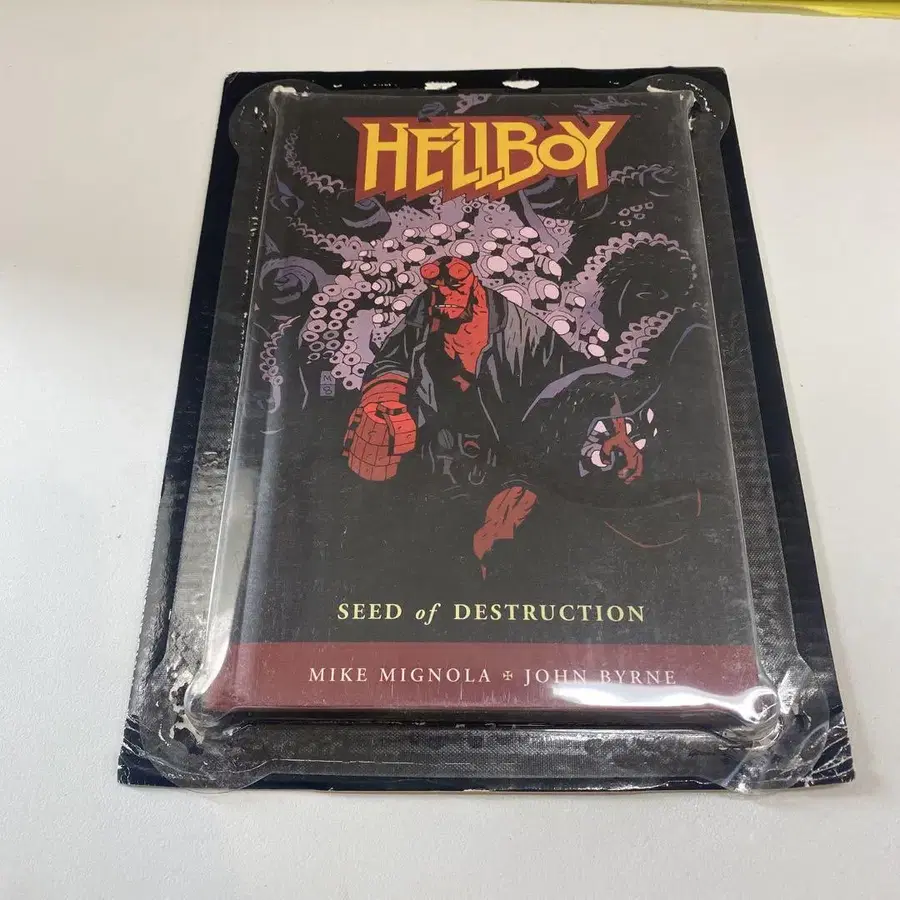 HELLBOY
SEED of DESTRUCTION
MIKE MIGNOLA ✠ JOHN BYRNE